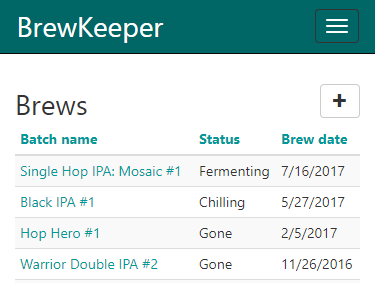 BrewKeeper
Brews
Batch name Status Brew date
Single Hop IPA: Mosaic #1 Fermenting 7/16/2017
Black IPA #1 Chilling 5/27/2017
Hop Hero #1 Gone 2/5/2017
Warrior Double IPA #2 Gone 11/26/2016